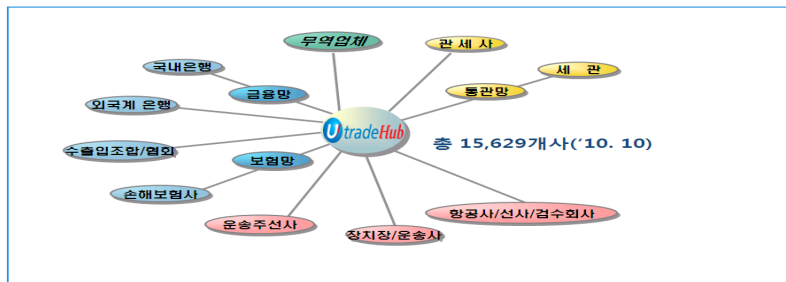 무역업체
관 세 사
국내은행
세 관
금융망
통관망
외국계 은행
UtradeHub
총 15,629개사('10. 10)
수출입조합/협회
보험망
손해보험사
항공사/선사/검수회사
운송주선사
장치장/운송사